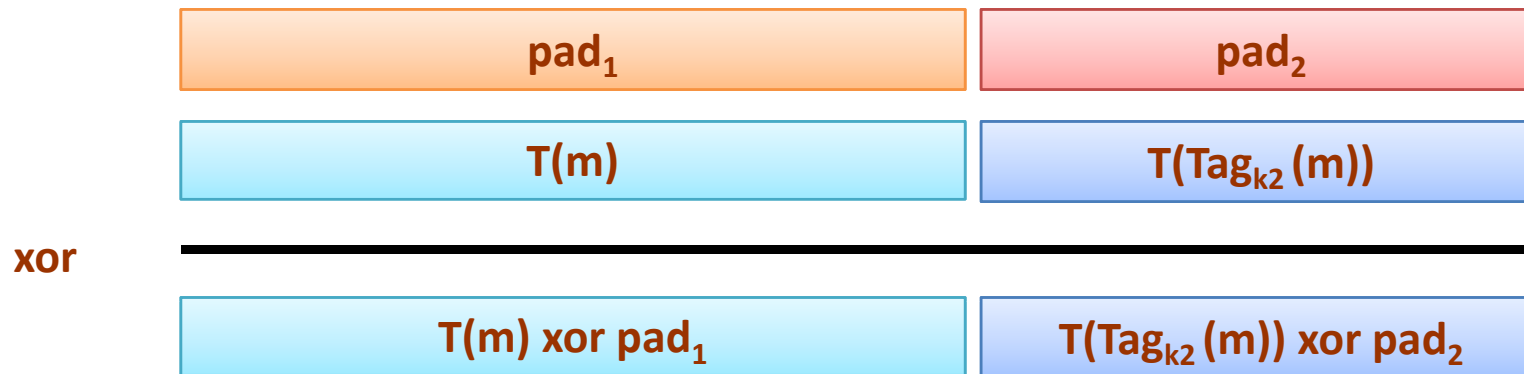 pad₁ pad₂
T(m) T(Tagₖ₂ (m))
xor
T(m) xor pad₁ T(Tagₖ₂ (m)) xor pad₂